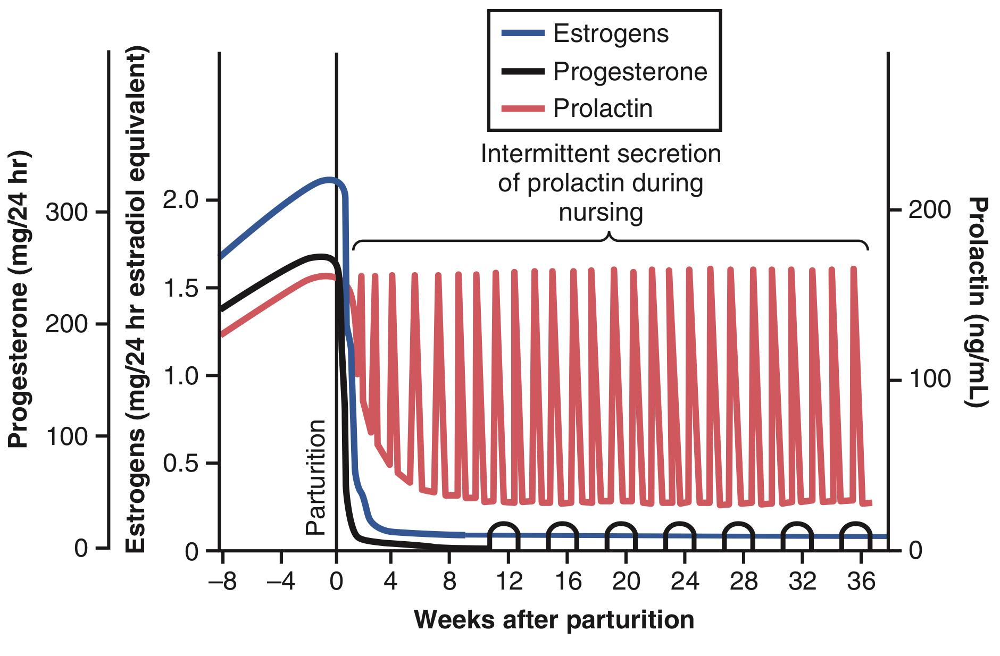 Estrogens
Progesterone
Prolactin
Intermittent secretion
of prolactin during
nursing
Progesterone (mg/24 hr)
300
200
100
0
Estrogens (mg/24 hr estradiol equivalent)
2.0
1.5
1.0
0.5
0
Parturition
Prolactin (ng/mL)
200
100
0
–8 –4 0 4 8 12 16 20 24 28 32 36
Weeks after parturition